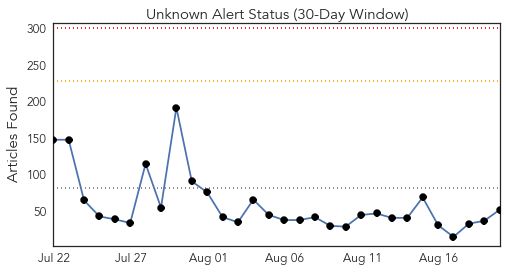 Unknown Alert Status (30-Day Window)
Articles Found
300
250
200
150
100
50
Jul 22
Jul 27
Aug 01
Aug 06
Aug 11
Aug 16